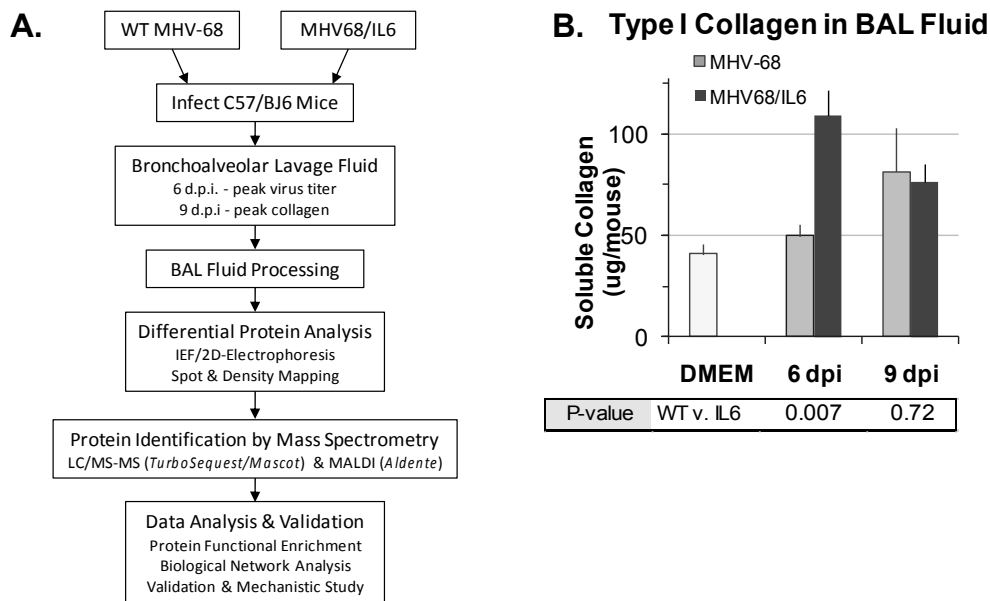 A.
WT MHV-68
MHV68/IL6
Infect C57/BJ6 Mice
Bronchoalveolar Lavage Fluid
6 d.p.i. - peak virus titer
9 d.p.i - peak collagen
BAL Fluid Processing
Differential Protein Analysis
IEF/2D-Electrophoresis
Spot & Density Mapping
Protein Identification by Mass Spectrometry
LC/MS-MS (TurboSequest/Mascot) & MALDI (Aldente)
Data Analysis & Validation
Protein Functional Enrichment
Biological Network Analysis
Validation & Mechanistic Study
B. Type I Collagen in BAL Fluid
MHV-68
MHV68/IL6
Soluble Collagen
(ug/mouse)
100
50
0
DMEM 6 dpi 9 dpi
P-value WT v. IL6 0.007 0.72